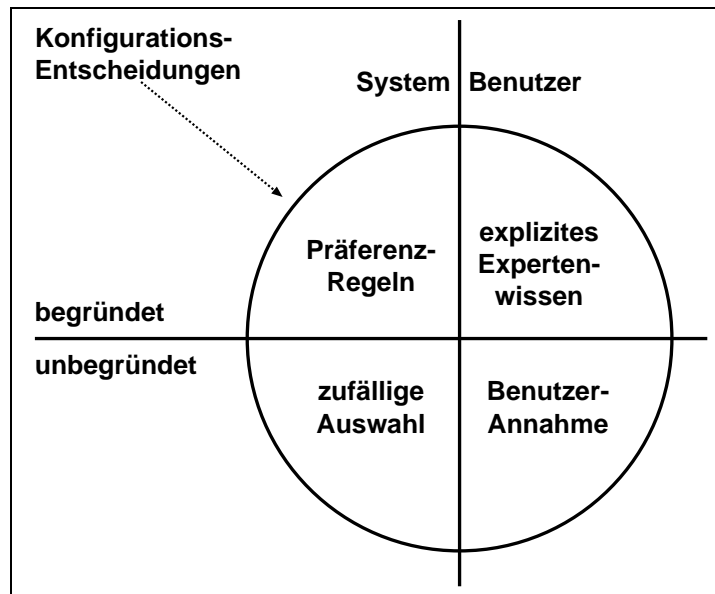 Konfigurations-
Entscheidungen
System Benutzer
Präferenz-
Regeln
explizites
Experten-
wissen
begründet
unbegründet
zufällige
Auswahl
Benutzer-
Annahme